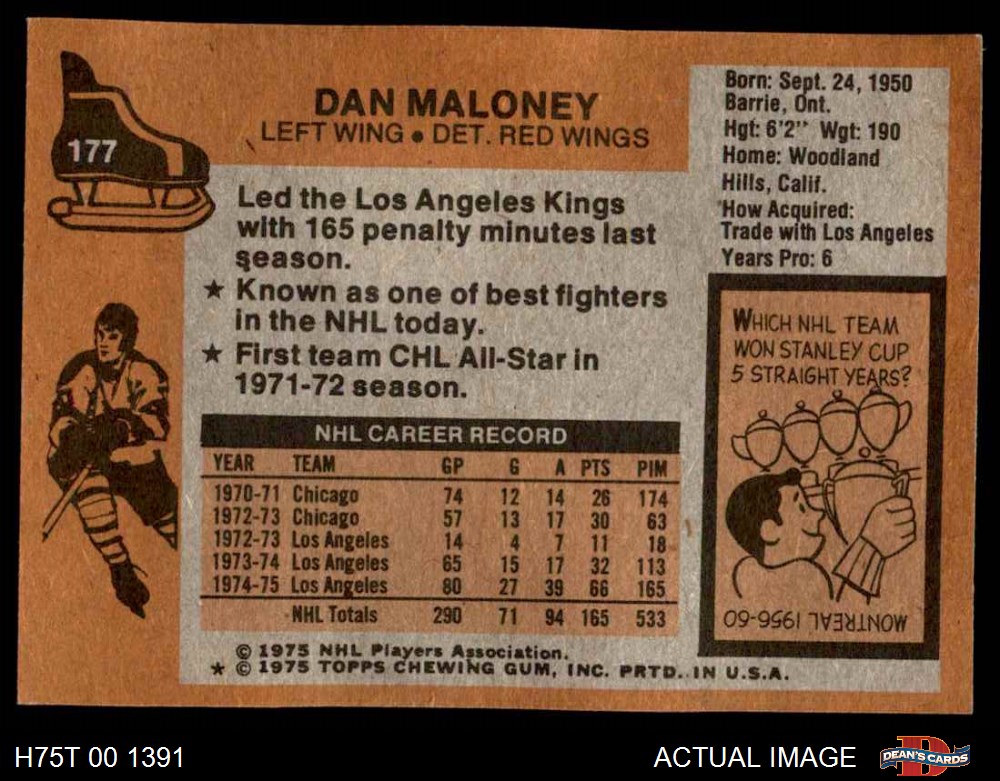 177
DAN MALONEY
LEFT WING ● DET. RED WINGS
Led the Los Angeles Kings
with 165 penalty minutes last
season.
★ Known as one of best fighters
in the NHL today.
★ First team CHL All-Star in
1971-72 season.
NHL CAREER RECORD
YEAR TEAM GP G A PTS PIM
1970-71 Chicago 74 12 14 26 174
1972-73 Chicago 57 13 17 30 63
1972-73 Los Angeles 14 4 7 11 18
1973-74 Los Angeles 65 15 17 32 113
1974-75 Los Angeles 80 27 39 66 165
NHL Totals 290 71 94 165 533
© 1975 NHL Players Association.
★ © 1975 TOPPS CHEWING GUM, INC. PRTD. IN U.S.A.
Born: Sept. 24, 1950
Barrie, Ont.
Hgt: 6'2" Wgt: 190
Home: Woodland
Hills, Calif.
How Acquired:
Trade with Los Angeles
Years Pro: 6
WHICH NHL TEAM
WON STANLEY CUP
5 STRAIGHT YEARS?
MONTREAL 1956-60
H75T 00 1391
ACTUAL IMAGE
DEAN'S CARDS